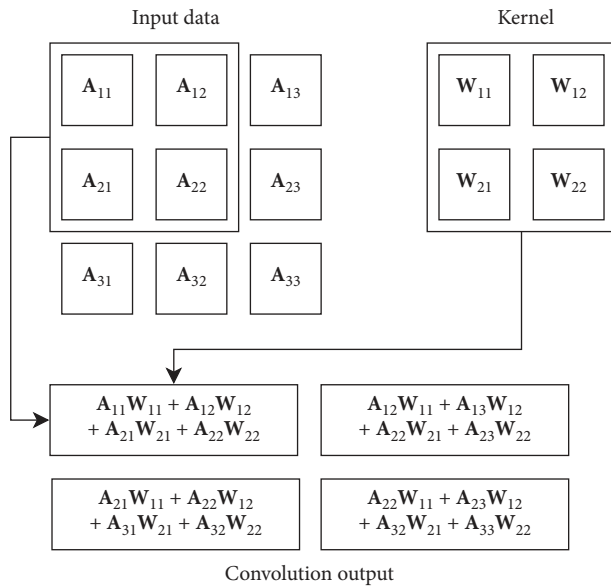 Input data
Kernel
A₁₁ A₁₂ A₁₃
W₁₁ W₁₂
A₂₁ A₂₂ A₂₃
W₂₁ W₂₂
A₃₁ A₃₂ A₃₃
A₁₁W₁₁ + A₁₂W₁₂
+ A₂₁W₂₁ + A₂₂W₂₂
A₁₂W₁₁ + A₁₃W₁₂
+ A₂₂W₂₁ + A₂₃W₂₂
A₂₁W₁₁ + A₂₂W₁₂
+ A₃₁W₂₁ + A₃₂W₂₂
A₂₂W₁₁ + A₂₃W₁₂
+ A₃₂W₂₁ + A₃₃W₂₂
Convolution output